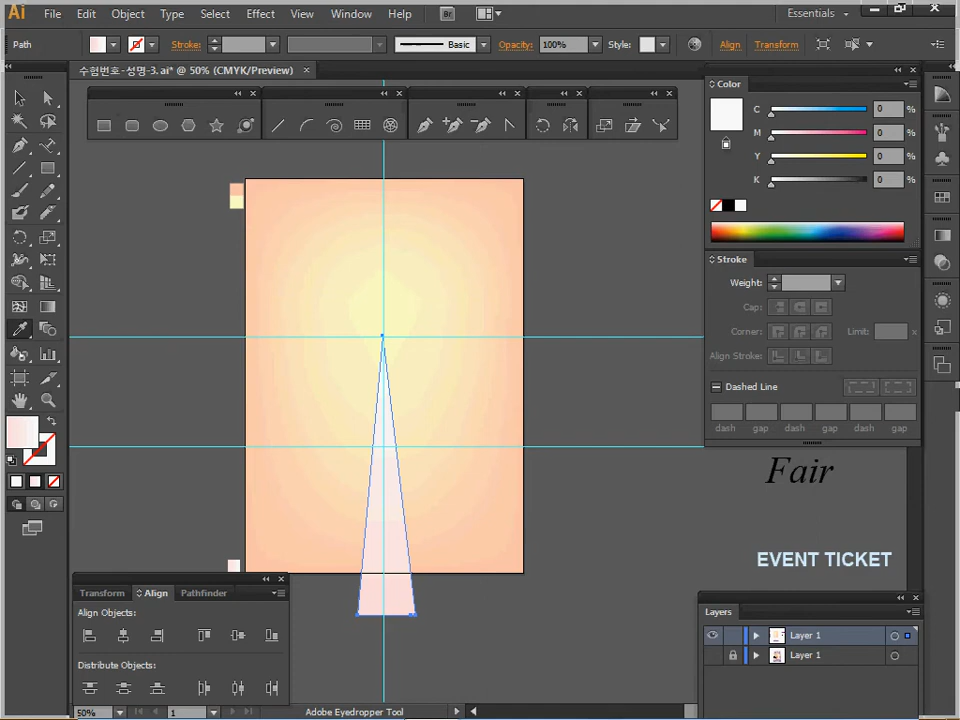 Ai File Edit Object Type Select Effect View Window Help Br Essentials
Path Stroke: Basic Opacity: 100% Style: Align Transform
수험번호-성명-3.ai* @ 50% (CMYK/Preview)
Color
C 0 %
M 0 %
Y 0 %
K 0 %
Stroke
Weight:
Cap:
Corner: Limit: x
Align Stroke:
Dashed Line
dash gap dash gap dash gap
Fair
EVENT TICKET
Transform Align Pathfinder
Align Objects:
Distribute Objects:
Layers
Layer 1
Layer 1
50% 1 Adobe Eyedropper Tool